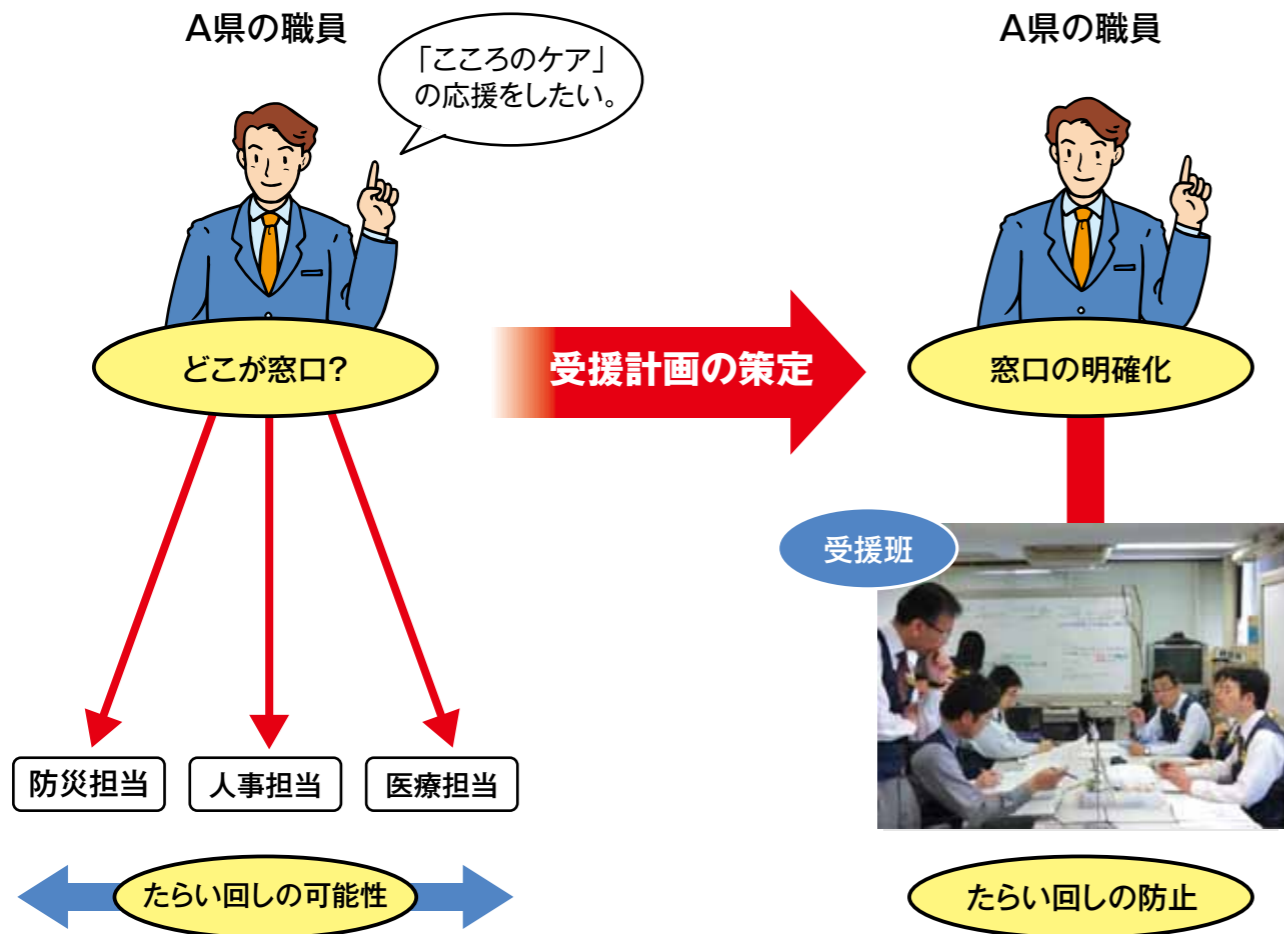 A県の職員
「こころのケア」
の応援をしたい。
どこが窓口?
防災担当
人事担当
医療担当
たらい回しの可能性
受援計画の策定
A県の職員
窓口の明確化
受援班
たらい回しの防止